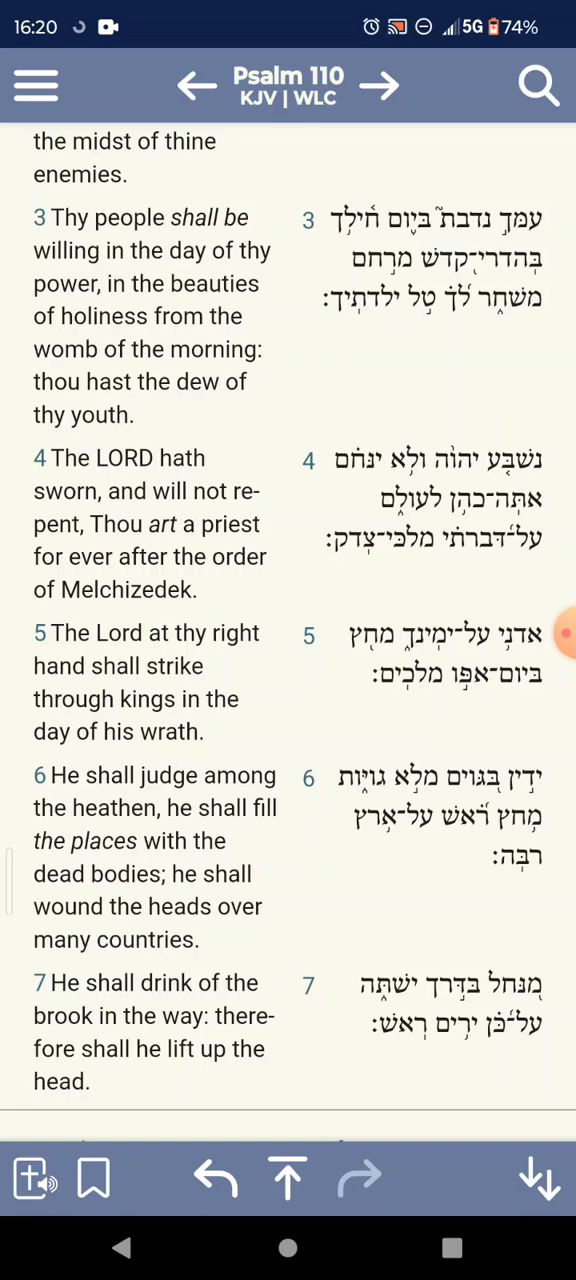 16:20
5G 74%
Psalm 110
KJV | WLC
the midst of thine
enemies.
3 Thy people shall be
willing in the day of thy
power, in the beauties
of holiness from the
womb of the morning:
thou hast the dew of
thy youth.
3 עַמְּךָ֣ נְדָבֹת֮ בְּי֪וֹם חֵ֫ילֶ֥ךָ
בְּֽהַדְרֵי־קֹ֭דֶשׁ מֵרֶ֣חֶם
מִשְׁחָ֑ר לְ֝ךָ֗ טַ֣ל יַלְדֻתֶֽיךָ׃
4 The LORD hath
sworn, and will not re-
pent, Thou art a priest
for ever after the order
of Melchizedek.
4 נִשְׁבַּ֤ע יְהוָ֨ה ׀ וְלֹ֥א יִנָּחֵ֗ם
אַתָּֽה־כֹהֵ֥ן לְעוֹלָ֑ם
עַל־דִּ֝בְרָתִ֗י מַלְכִּי־צֶֽדֶק׃
5 The Lord at thy right
hand shall strike
through kings in the
day of his wrath.
5 אֲדֹנָ֥י עַל־יְמִֽינְךָ֑ מָחַ֖ץ
בְּיוֹם־אַפּ֣וֹ מְלָכִֽים׃
6 He shall judge among
the heathen, he shall fill
the places with the
dead bodies; he shall
wound the heads over
many countries.
6 יָדִ֣ין בַּ֭גּוֹיִם מָלֵ֣א גְוִיּ֑וֹת
מָ֥חַץ רֹ֝֗אשׁ עַל־אֶ֥רֶץ
רַבָּֽה׃
7 He shall drink of the
brook in the way: there-
fore shall he lift up the
head.
7 מִ֭נַּחַל בַּדֶּ֣רֶךְ יִשְׁתֶּ֑ה
עַל־כֵּ֝֗ן יָרִ֥ים רֹֽאשׁ׃